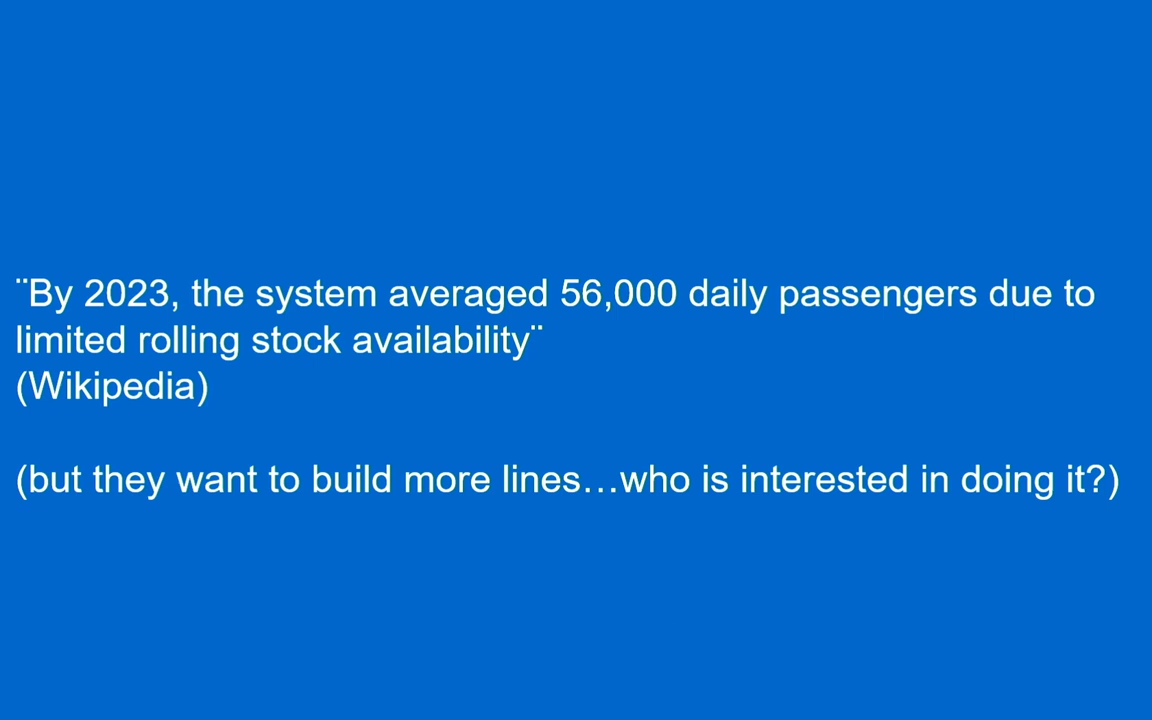 ¨By 2023, the system averaged 56,000 daily passengers due to
limited rolling stock availability¨
(Wikipedia)
(but they want to build more lines…who is interested in doing it?)